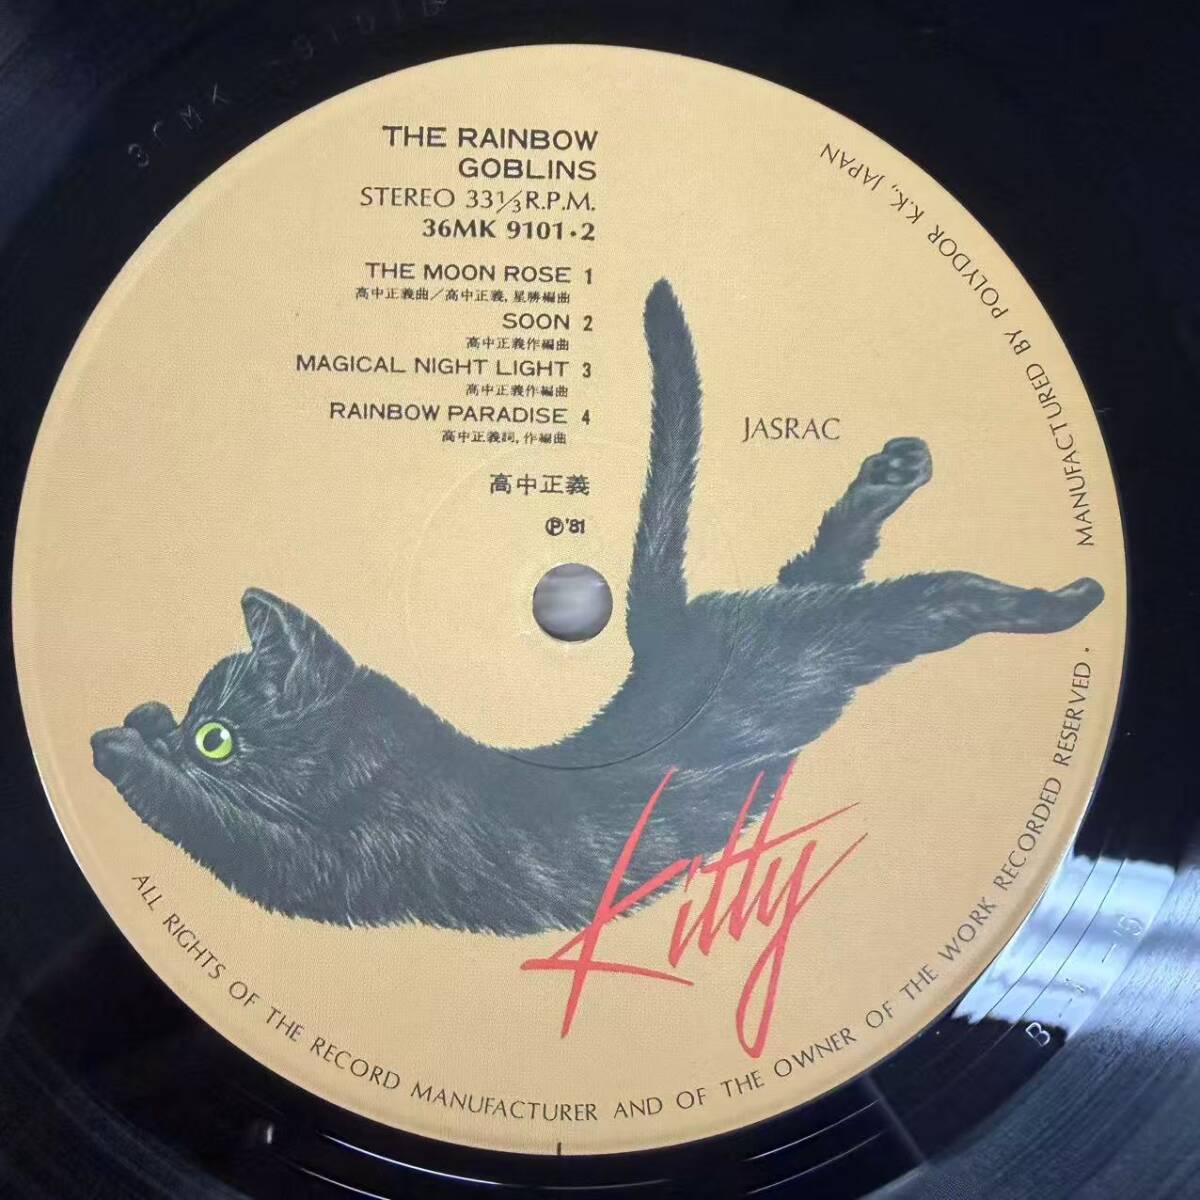 THE RAINBOW
GOBLINS
STEREO 33⅓ R.P.M.
36MK 9101・2
THE MOON ROSE 1
高中正義曲/高中正義,星勝編曲
SOON 2
高中正義作編曲
MAGICAL NIGHT LIGHT 3
高中正義作編曲
RAINBOW PARADISE 4
高中正義詞,作編曲
高中正義
Ⓟ'81
JASRAC
Kitty
MANUFACTURED BY POLYDOR K.K., JAPAN
ALL RIGHTS OF THE RECORD MANUFACTURER AND OF THE OWNER OF THE WORK RECORDED RESERVED.